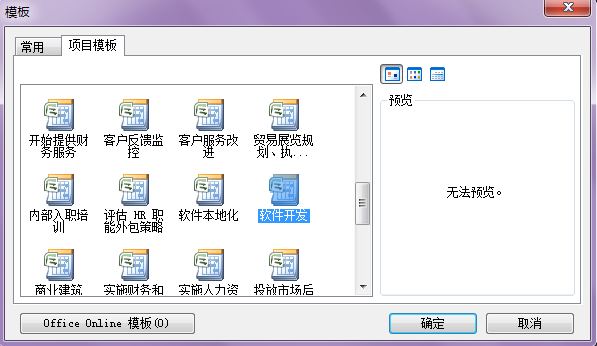 模板
常用
项目模板
开始提供财
务服务
客户反馈监
控
客户服务改
进
贸易展览规
划、执...
内部入职培
训
评估 HR 职
能外包策略
软件本地化
软件开发
商业建筑
实施财务和
实施人力资
投放市场后
预览
无法预览。
Office Online 模板(O)
确定
取消